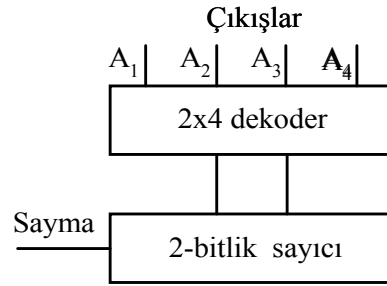 Çıkışlar
A1 A2 A3 A4
2x4 dekoder
Sayma
2-bitlik sayıcı